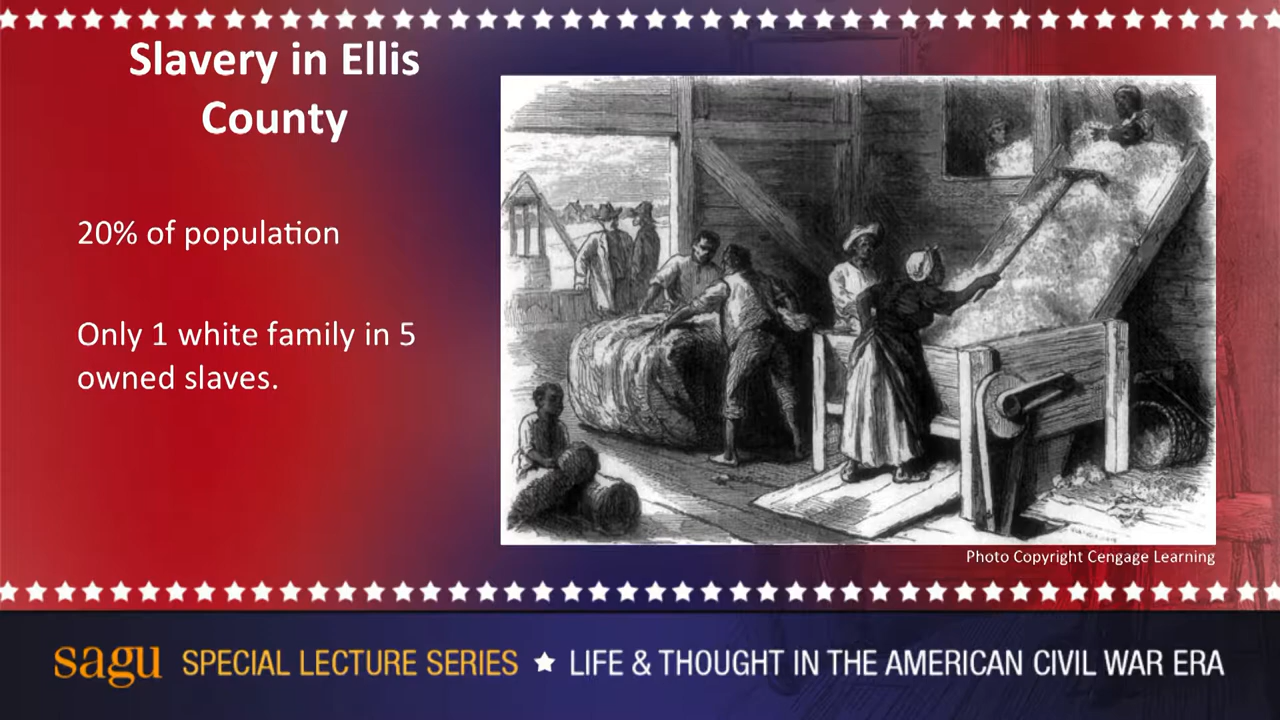 Slavery in Ellis
County
20% of population
Only 1 white family in 5
owned slaves.
Photo Copyright Cengage Learning
sagu SPECIAL LECTURE SERIES ★ LIFE & THOUGHT IN THE AMERICAN CIVIL WAR ERA